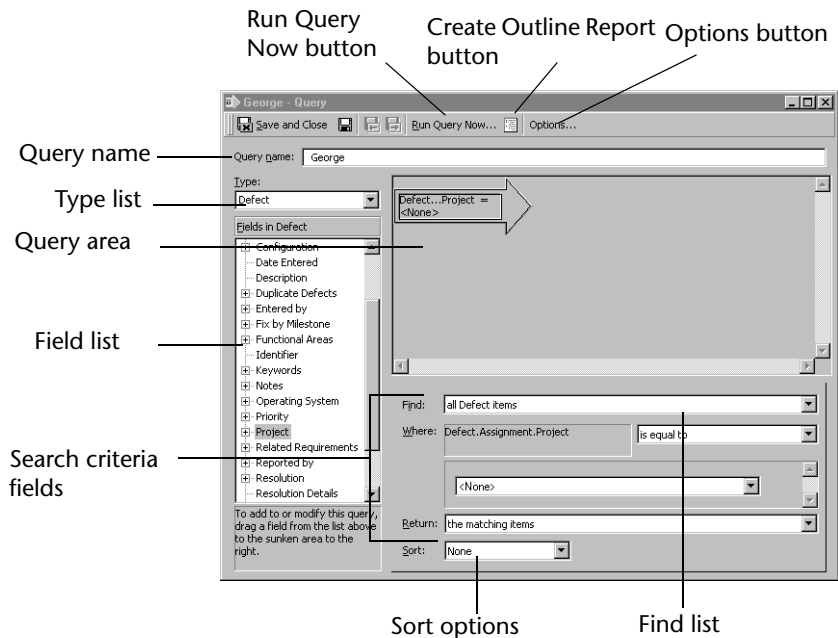 Run Query
Now button
Create Outline Report
button
Options button
George - Query
Save and Close
Run Query Now...
Options...
Query name
Query name: George
Type list
Type:
Defect
Query area
Fields in Defect
Configuration
Date Entered
Description
Duplicate Defects
Entered by
Fix by Milestone
Functional Areas
Identifier
Keywords
Notes
Operating System
Priority
Project
Related Requirements
Reported by
Resolution
Resolution Details
Field list
Search criteria
fields
To add to or modify this query,
drag a field from the list above
to the sunken area to the
right.
Defect...Project =
<None>
Find: all Defect items
Where: Defect.Assignment.Project is equal to
<None>
Return: the matching items
Sort: None
Sort options
Find list